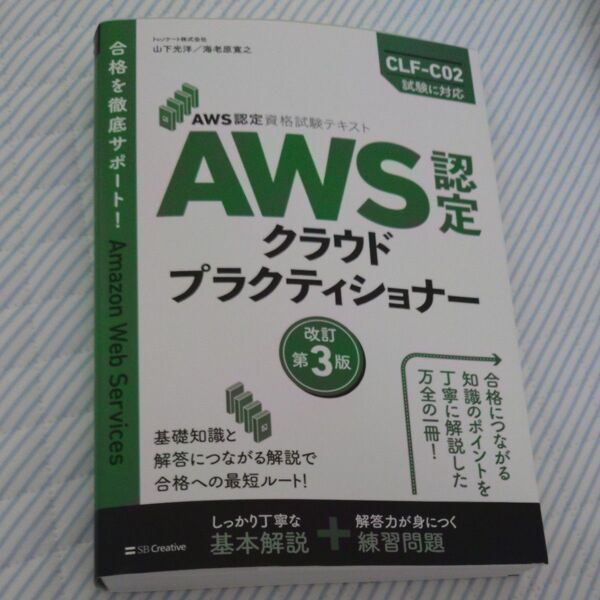 合格を徹底サポート! Amazon Web Services
トレノケート株式会社
山下光洋/海老原寛之
CLF-C02
試験に対応
AWS認定資格試験テキスト
AWS認定
クラウド
プラクティショナー
改訂
第3版
合格につながる
知識のポイントを
丁寧に解説した
万全の一冊!
基礎知識と
解答につながる解説で
合格への最短ルート!
しっかり丁寧な
基本解説
+
解答力が身につく
練習問題
SB Creative